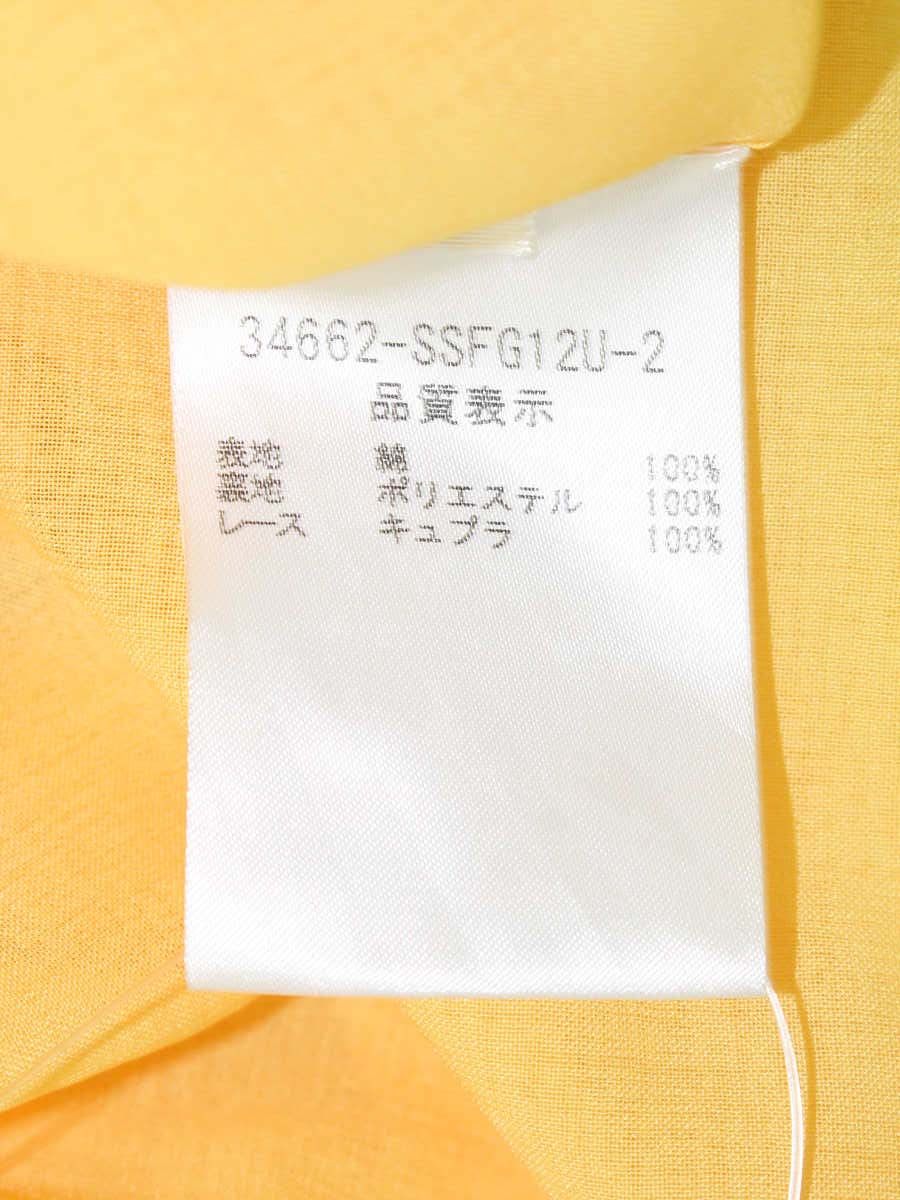 34662-SSFG12U-2
品質表示
表地 綿 100%
裏地 ポリエステル 100%
レース キュプラ 100%